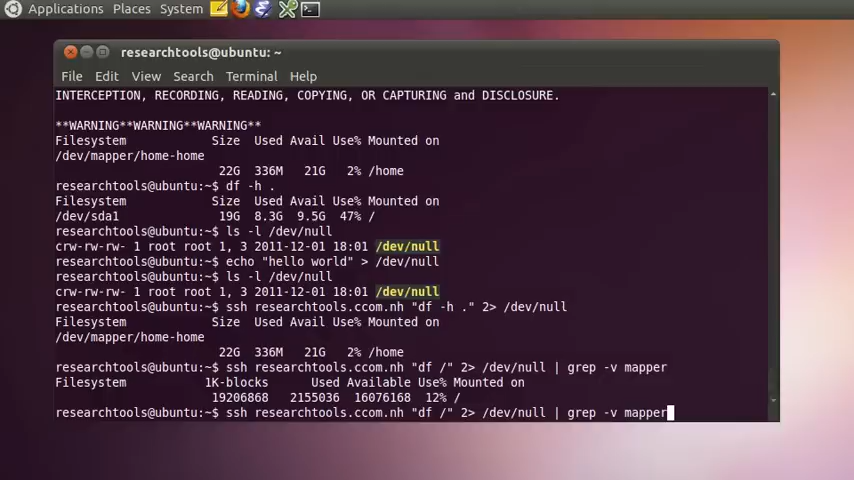 Applications Places System
researchtools@ubuntu: ~
File Edit View Search Terminal Help
INTERCEPTION, RECORDING, READING, COPYING, OR CAPTURING and DISCLOSURE.
**WARNING**WARNING**WARNING**
Filesystem Size Used Avail Use% Mounted on
/dev/mapper/home-home
22G 336M 21G 2% /home
researchtools@ubuntu:~$ df -h .
Filesystem Size Used Avail Use% Mounted on
/dev/sda1 19G 8.3G 9.5G 47% /
researchtools@ubuntu:~$ ls -l /dev/null
crw-rw-rw- 1 root root 1, 3 2011-12-01 18:01 /dev/null
researchtools@ubuntu:~$ echo "hello world" > /dev/null
researchtools@ubuntu:~$ ls -l /dev/null
crw-rw-rw- 1 root root 1, 3 2011-12-01 18:01 /dev/null
researchtools@ubuntu:~$ ssh researchtools.ccom.nh "df -h ." 2> /dev/null
Filesystem Size Used Avail Use% Mounted on
/dev/mapper/home-home
22G 336M 21G 2% /home
researchtools@ubuntu:~$ ssh researchtools.ccom.nh "df /" 2> /dev/null | grep -v mapper
Filesystem 1K-blocks Used Available Use% Mounted on
19206868 2155036 16076168 12% /
researchtools@ubuntu:~$ ssh researchtools.ccom.nh "df /" 2> /dev/null | grep -v mapper